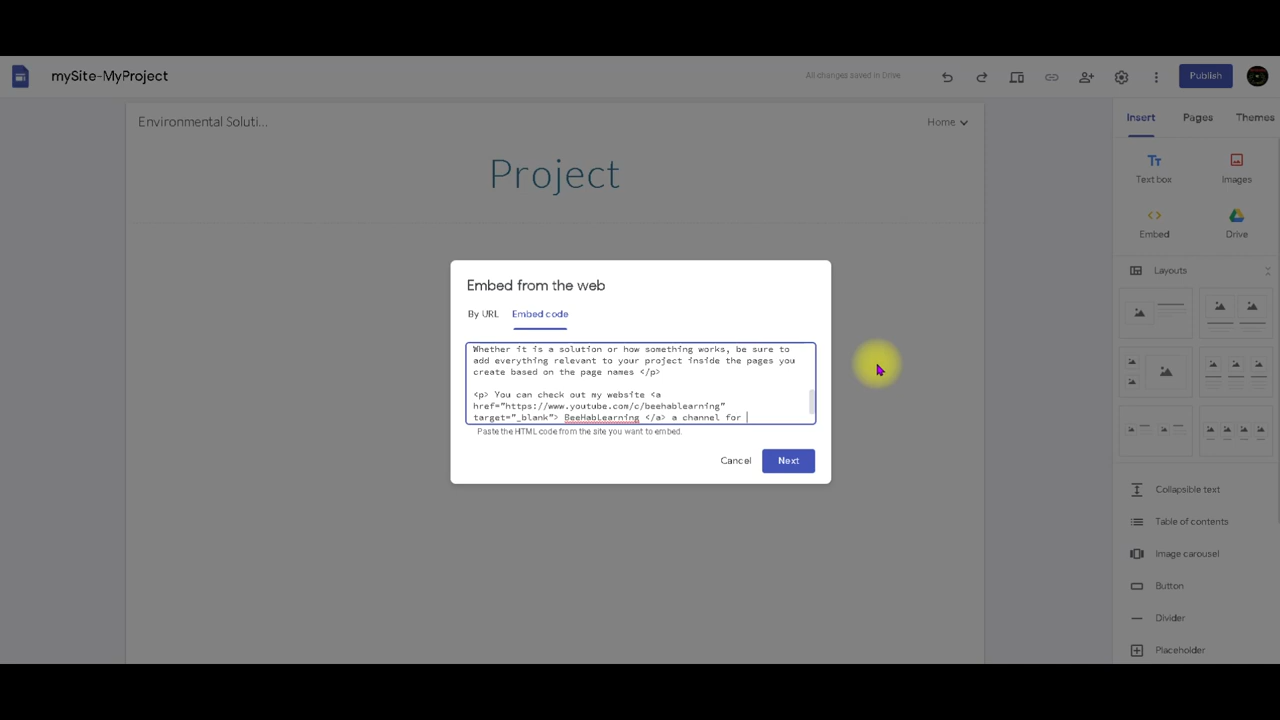 mySite-MyProject
All changes saved in Drive
Publish
Environmental Soluti...
Home
Insert
Pages
Themes
Project
Text box
Images
Embed
Drive
Layouts
Embed from the web
By URL
Embed code
Whether it is a solution or how something works, be sure to
add everything relevant to your project inside the pages you
create based on the page names </p>
<p> You can check out my website <a
href="https://www.youtube.com/c/beehablearning"
target="_blank"> BeeHabLearning </a> a channel for
Paste the HTML code from the site you want to embed.
Cancel
Next
Collapsible text
Table of contents
Image carousel
Button
Divider
Placeholder